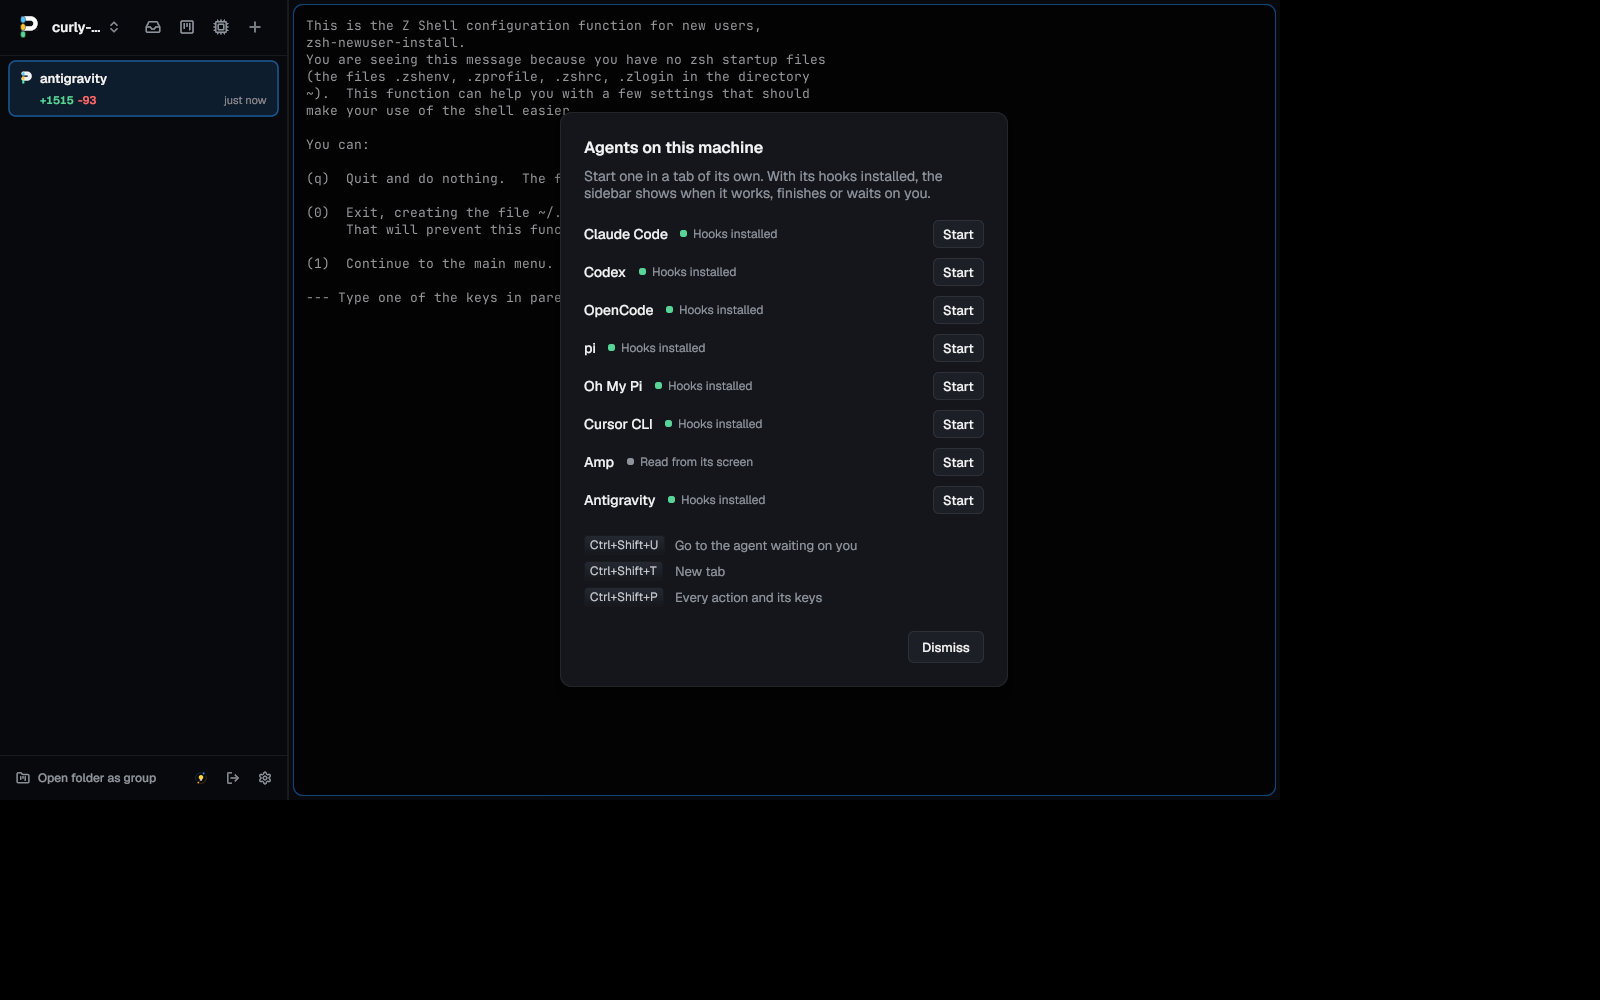 curly-...
antigravity
+1515 -93 just now
Open folder as group
This is the Z Shell configuration function for new users,
zsh-newuser-install.
You are seeing this message because you have no zsh startup files
(the files .zshenv, .zprofile, .zshrc, .zlogin in the directory
~).  This function can help you with a few settings that should
make your use of the shell easier.
You can:
(q)  Quit and do nothing.  The f
(0)  Exit, creating the file ~/.
That will prevent this func
(1)  Continue to the main menu.
--- Type one of the keys in pare
Agents on this machine
Start one in a tab of its own. With its hooks installed, the
sidebar shows when it works, finishes or waits on you.
Claude Code Hooks installed Start
Codex Hooks installed Start
OpenCode Hooks installed Start
pi Hooks installed Start
Oh My Pi Hooks installed Start
Cursor CLI Hooks installed Start
Amp Read from its screen Start
Antigravity Hooks installed Start
Ctrl+Shift+U Go to the agent waiting on you
Ctrl+Shift+T New tab
Ctrl+Shift+P Every action and its keys
Dismiss